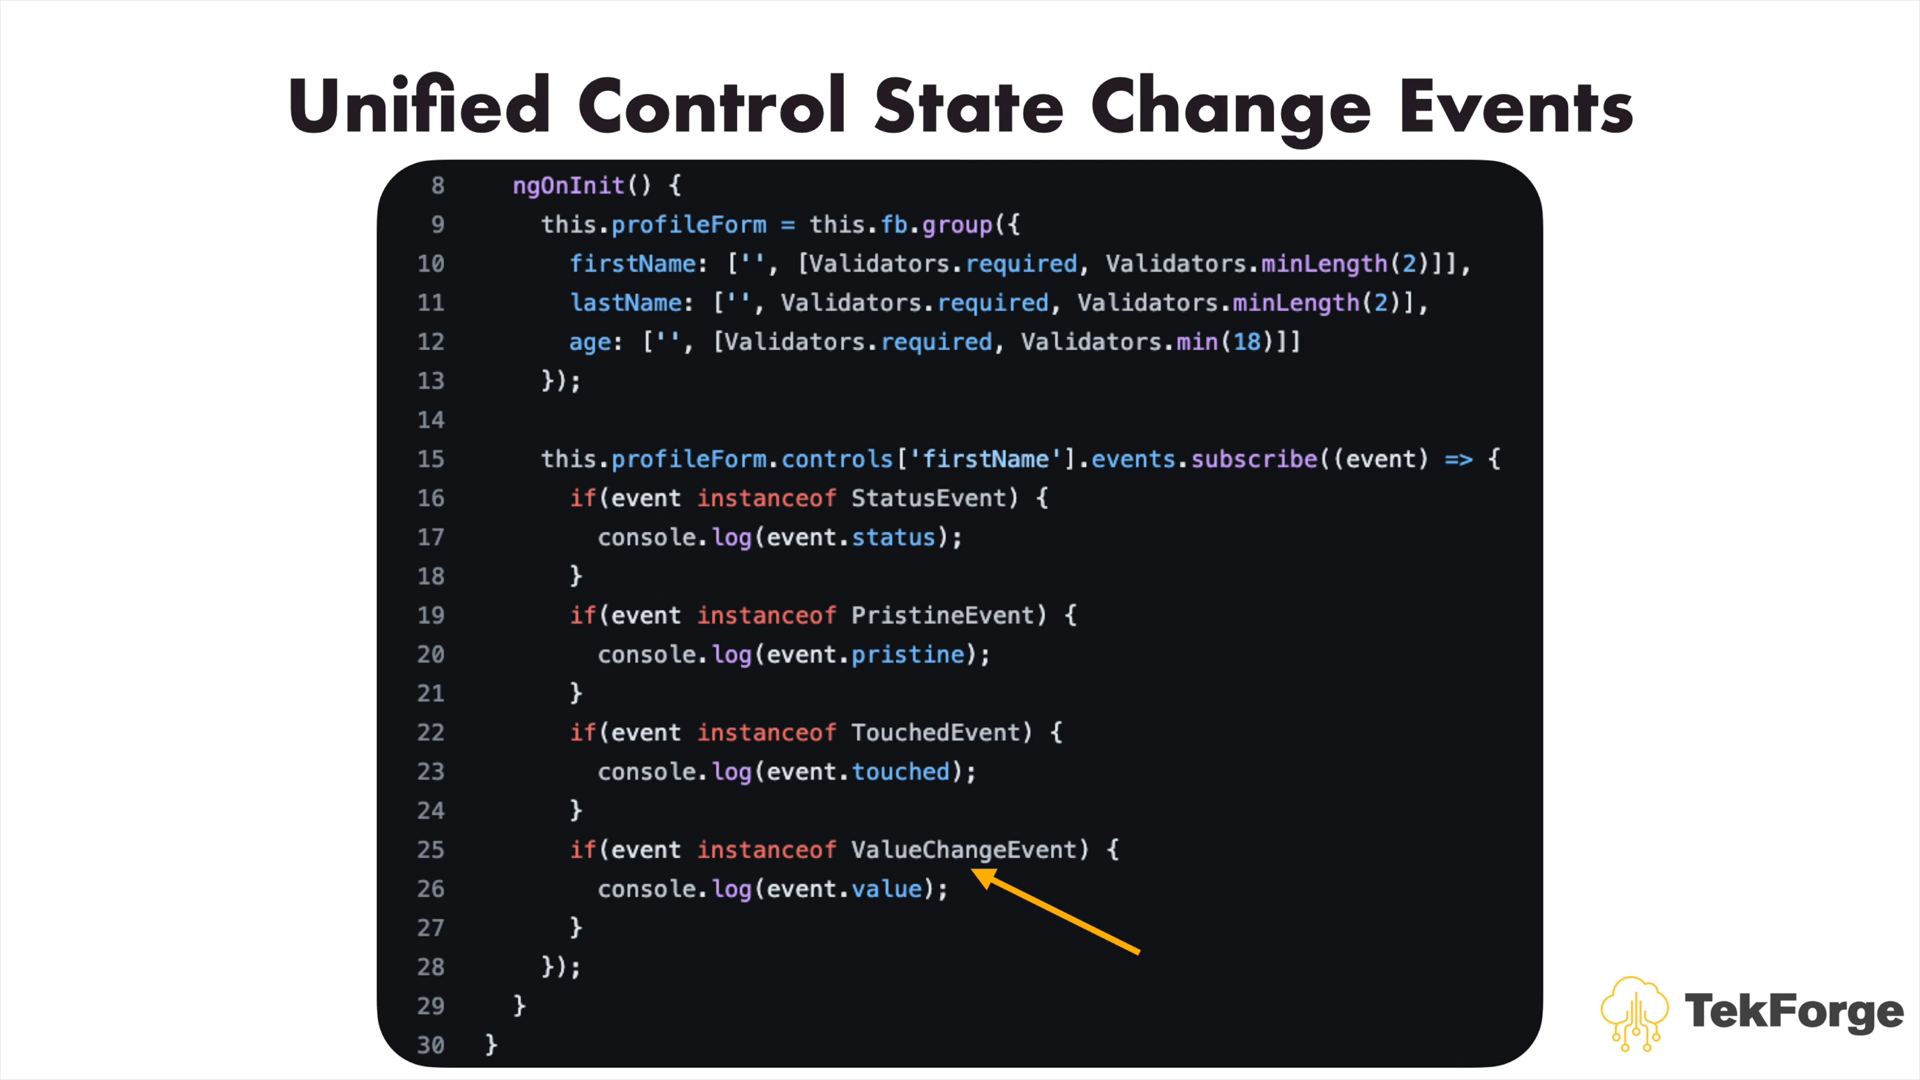 Unified Control State Change Events
8 ngOnInit() {
9 this.profileForm = this.fb.group({
10 firstName: ['', [Validators.required, Validators.minLength(2)]],
11 lastName: ['', Validators.required, Validators.minLength(2)],
12 age: ['', [Validators.required, Validators.min(18)]]
13 });
14
15 this.profileForm.controls['firstName'].events.subscribe((event) => {
16 if(event instanceof StatusEvent) {
17 console.log(event.status);
18 }
19 if(event instanceof PristineEvent) {
20 console.log(event.pristine);
21 }
22 if(event instanceof TouchedEvent) {
23 console.log(event.touched);
24 }
25 if(event instanceof ValueChangeEvent) {
26 console.log(event.value);
27 }
28 });
29 }
30 }
TekForge